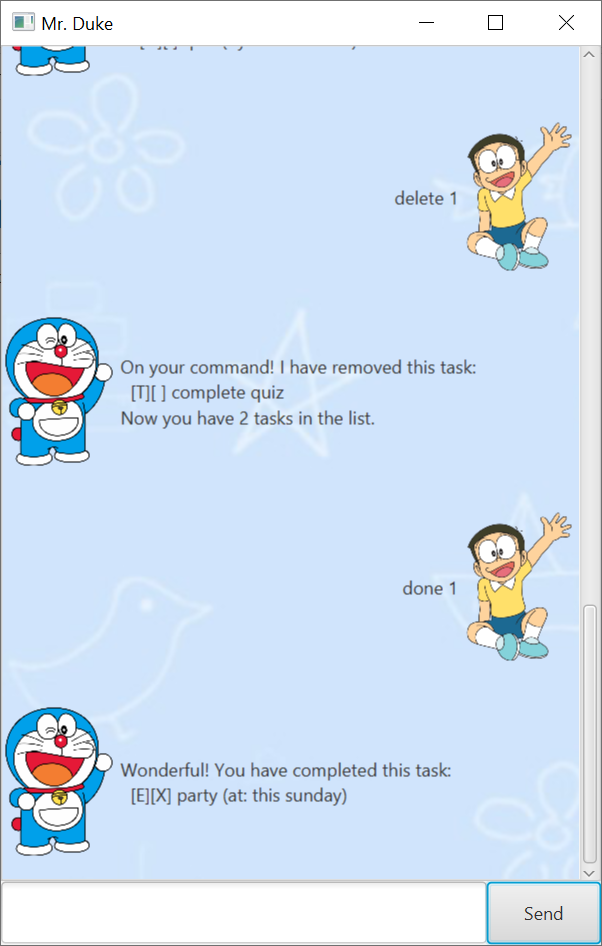 Mr. Duke
delete 1
On your command! I have removed this task:
[T][ ] complete quiz
Now you have 2 tasks in the list.
done 1
Wonderful! You have completed this task:
[E][X] party (at: this sunday)
Send